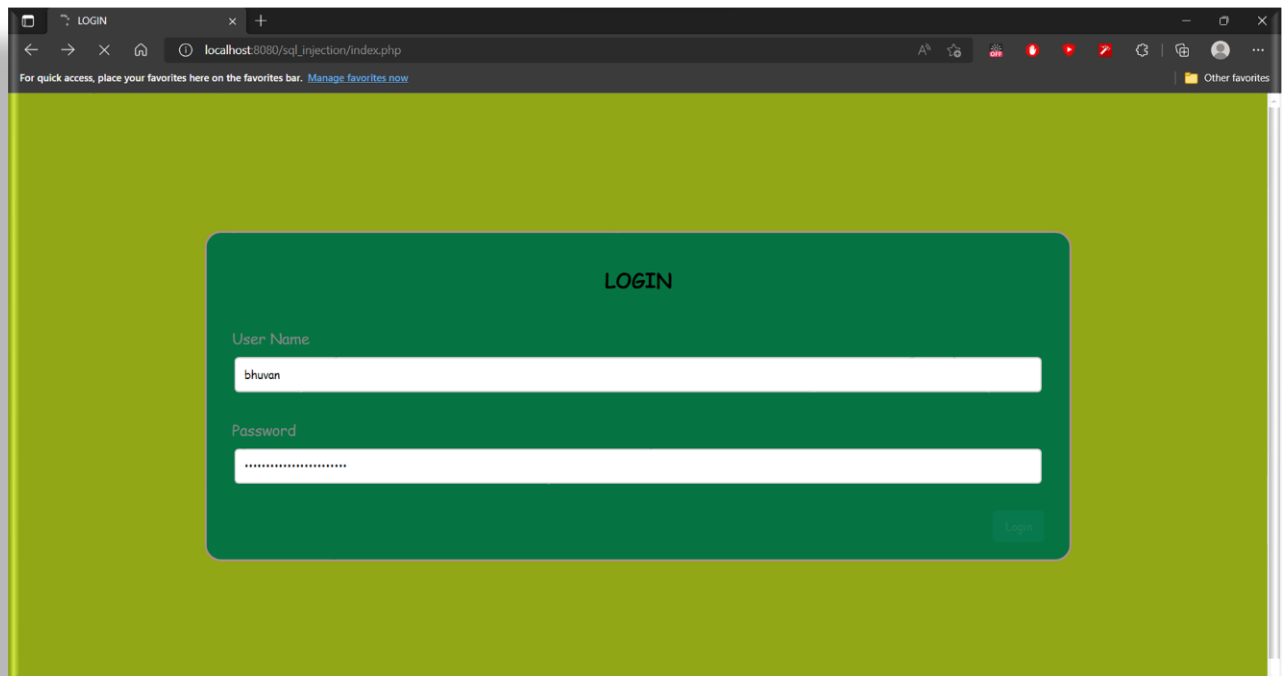 LOGIN
localhost:8080/sql_injection/index.php
OFF
For quick access, place your favorites here on the favorites bar. Manage favorites now
Other favorites
LOGIN
User Name
bhuvan
Password
Login